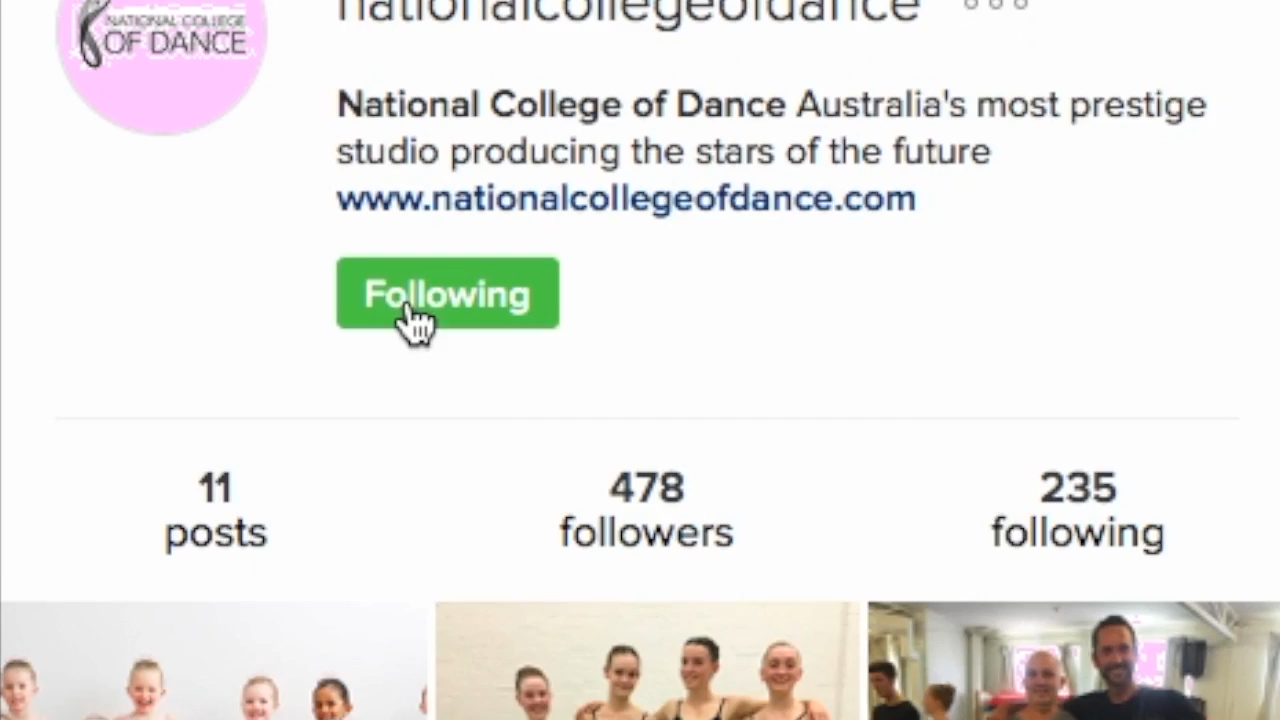 NATIONAL COLLEGE
OF DANCE
nationalcollegeofdance
National College of Dance Australia's most prestige
studio producing the stars of the future
www.nationalcollegeofdance.com
Following
11
posts
478
followers
235
following